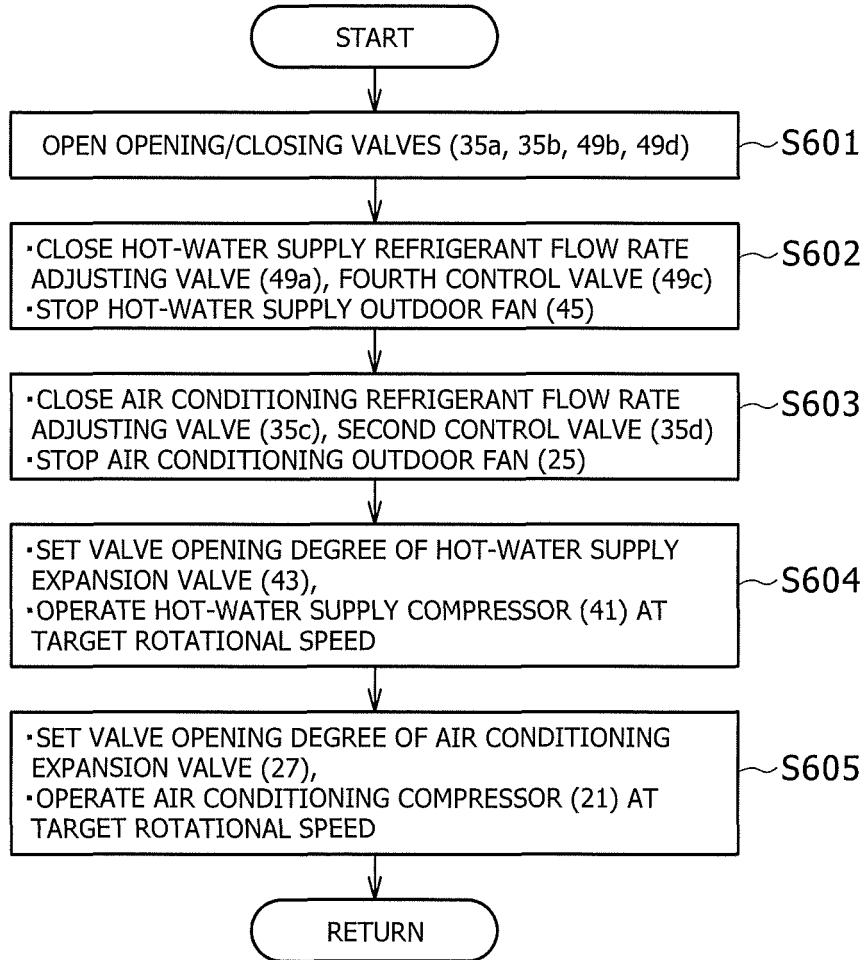 START
OPEN OPENING/CLOSING VALVES (35a, 35b, 49b, 49d)
S601
・CLOSE HOT-WATER SUPPLY REFRIGERANT FLOW RATE
ADJUSTING VALVE (49a), FOURTH CONTROL VALVE (49c)
・STOP HOT-WATER SUPPLY OUTDOOR FAN (45)
S602
・CLOSE AIR CONDITIONING REFRIGERANT FLOW RATE
ADJUSTING VALVE (35c), SECOND CONTROL VALVE (35d)
・STOP AIR CONDITIONING OUTDOOR FAN (25)
S603
・SET VALVE OPENING DEGREE OF HOT-WATER SUPPLY
EXPANSION VALVE (43),
・OPERATE HOT-WATER SUPPLY COMPRESSOR (41) AT
TARGET ROTATIONAL SPEED
S604
・SET VALVE OPENING DEGREE OF AIR CONDITIONING
EXPANSION VALVE (27),
・OPERATE AIR CONDITIONING COMPRESSOR (21) AT
TARGET ROTATIONAL SPEED
S605
RETURN